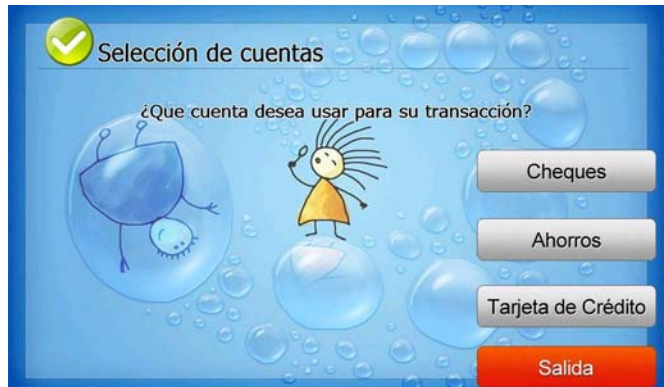 Selección de cuentas
¿Que cuenta desea usar para su transacción?
Cheques
Ahorros
Tarjeta de Crédito
Salida